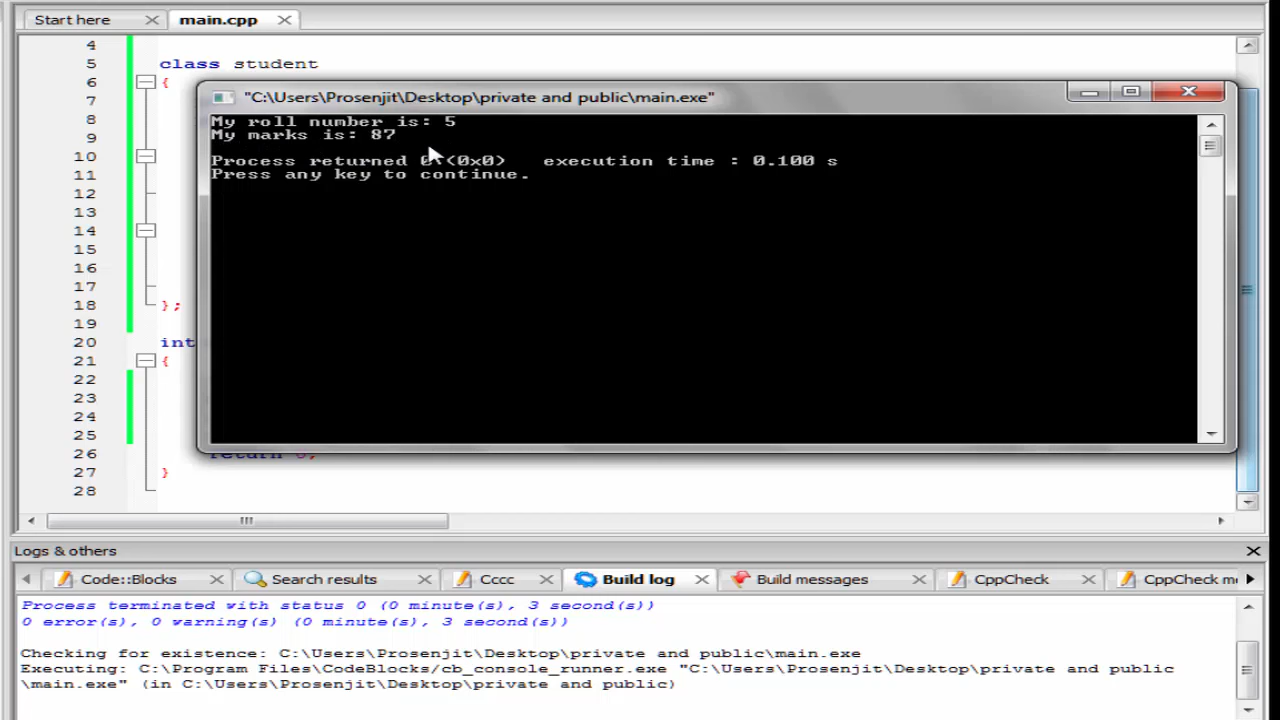 Start here
main.cpp
4
5 class student
6 {
7
8
9
10
11
12
13
14
15
16
17
18 };
19
20 int
21 {
22
23
24
25
26
27 }
28
"C:\Users\Prosenjit\Desktop\private and public\main.exe"
My roll number is: 5
My marks is: 87
Process returned 0 (0x0) execution time : 0.100 s
Press any key to continue.
Logs & others
Code::Blocks
Search results
Cccc
Build log
Build messages
CppCheck
CppCheck me
Process terminated with status 0 (0 minute(s), 3 second(s))
0 error(s), 0 warning(s) (0 minute(s), 3 second(s))
Checking for existence: C:\Users\Prosenjit\Desktop\private and public\main.exe
Executing: C:\Program Files\CodeBlocks/cb_console_runner.exe "C:\Users\Prosenjit\Desktop\private and public
\main.exe" (in C:\Users\Prosenjit\Desktop\private and public)